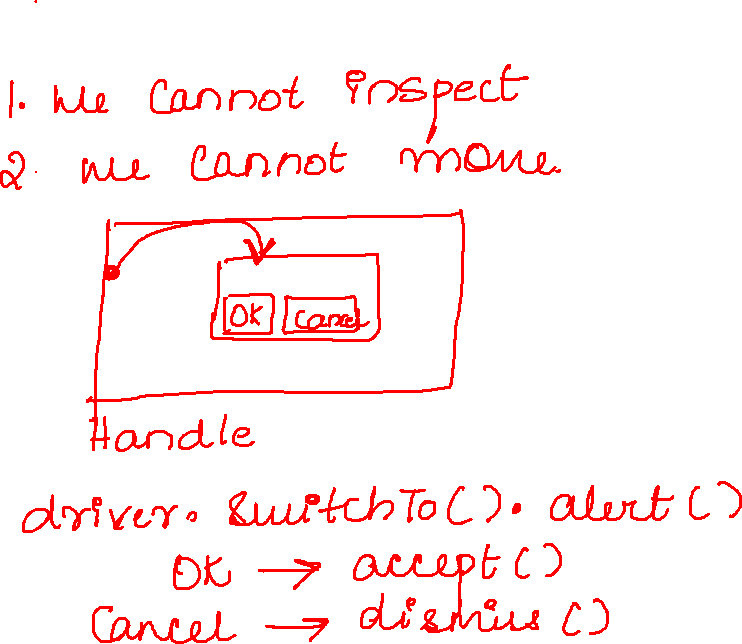 1. We Cannot inspect
2. We Cannot move.
OK Cancel
Handle
driver. switchTo(). alert()
OK → accept()
Cancel → dismiss()